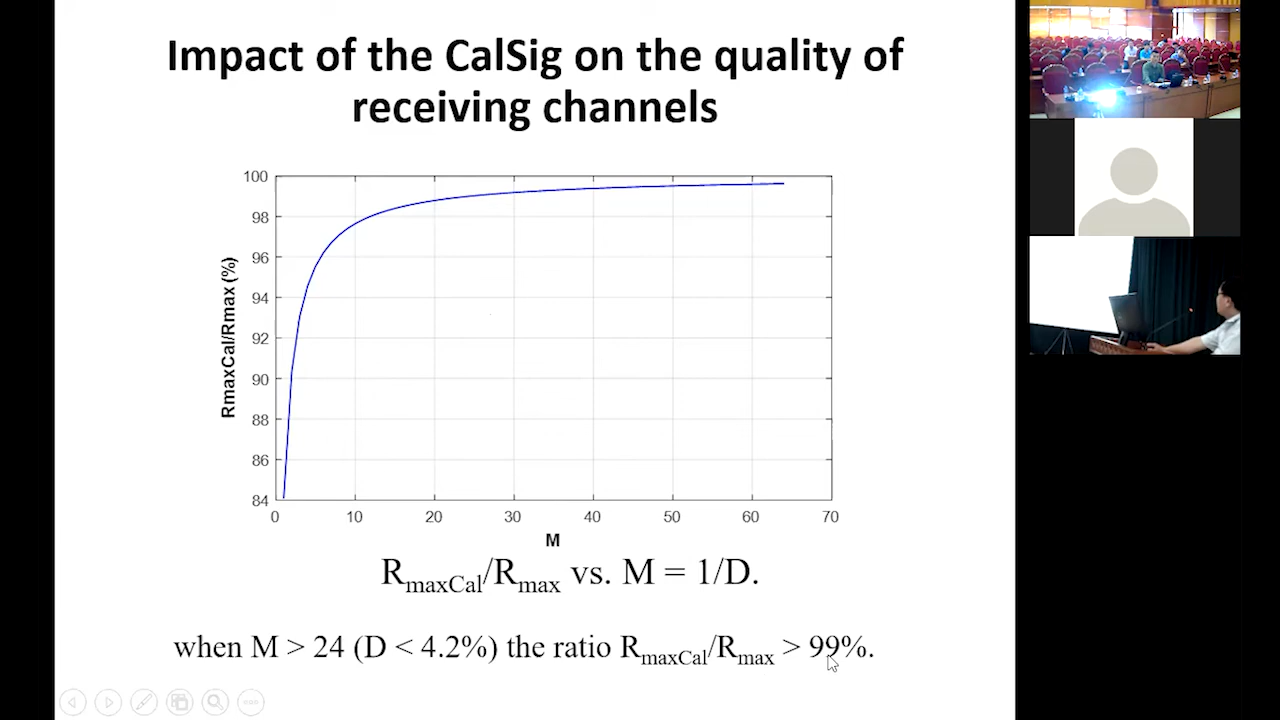 Impact of the CalSig on the quality of
receiving channels
100
98
96
94
92
90
88
86
84
RmaxCal/Rmax (%)
0 10 20 30 40 50 60 70
M
RmaxCal/Rmax vs. M = 1/D.
when M > 24 (D < 4.2%) the ratio RmaxCal/Rmax > 99%.